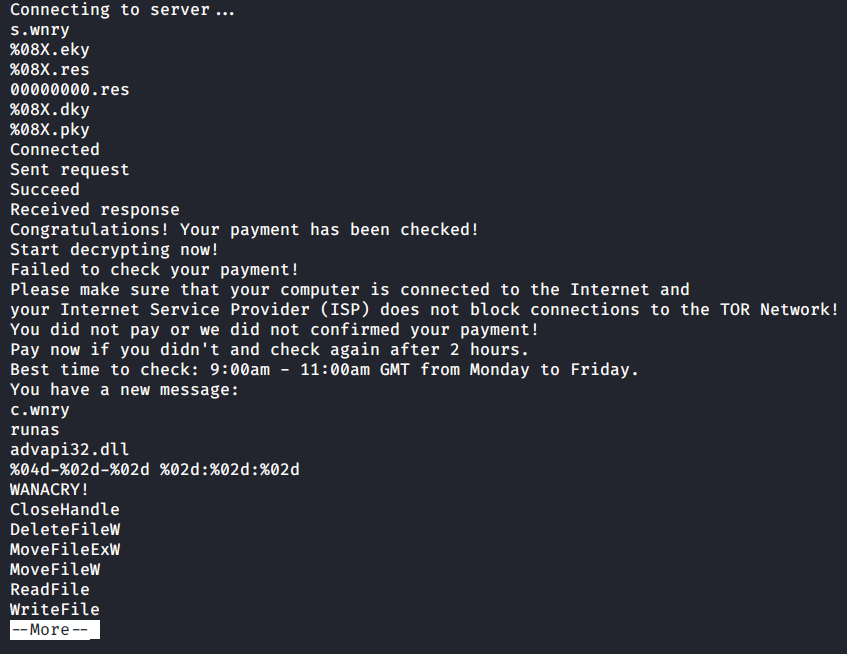 Connecting to server...
s.wnry
%08X.eky
%08X.res
00000000.res
%08X.dky
%08X.pky
Connected
Sent request
Succeed
Received response
Congratulations! Your payment has been checked!
Start decrypting now!
Failed to check your payment!
Please make sure that your computer is connected to the Internet and
your Internet Service Provider (ISP) does not block connections to the TOR Network!
You did not pay or we did not confirmed your payment!
Pay now if you didn't and check again after 2 hours.
Best time to check: 9:00am - 11:00am GMT from Monday to Friday.
You have a new message:
c.wnry
runas
advapi32.dll
%04d-%02d-%02d %02d:%02d:%02d
WANACRY!
CloseHandle
DeleteFileW
MoveFileExW
MoveFileW
ReadFile
WriteFile
--More--